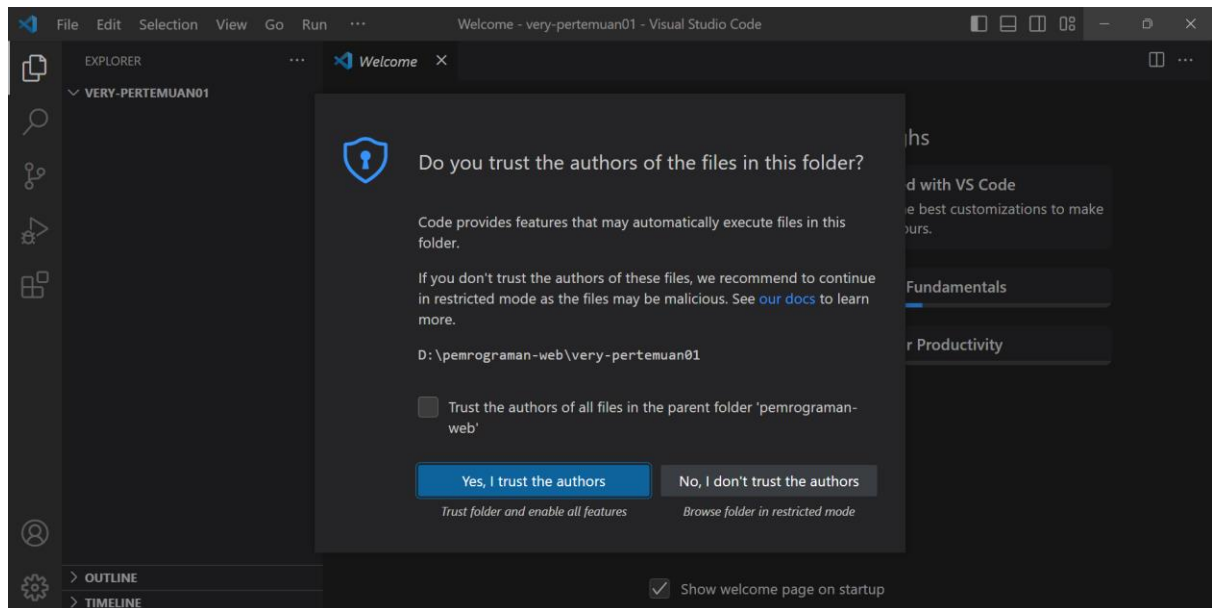 File Edit Selection View Go Run ··· Welcome - very-pertemuan01 - Visual Studio Code
EXPLORER ···
Welcome
VERY-PERTEMUAN01
Do you trust the authors of the files in this folder?
Code provides features that may automatically execute files in this
folder.
If you don't trust the authors of these files, we recommend to continue
in restricted mode as the files may be malicious. See our docs to learn
more.
D:\pemrograman-web\very-pertemuan01
Trust the authors of all files in the parent folder 'pemrograman-
web'
Yes, I trust the authors
No, I don't trust the authors
Trust folder and enable all features
Browse folder in restricted mode
hs
d with VS Code
e best customizations to make
ours.
Fundamentals
r Productivity
OUTLINE
TIMELINE
Show welcome page on startup